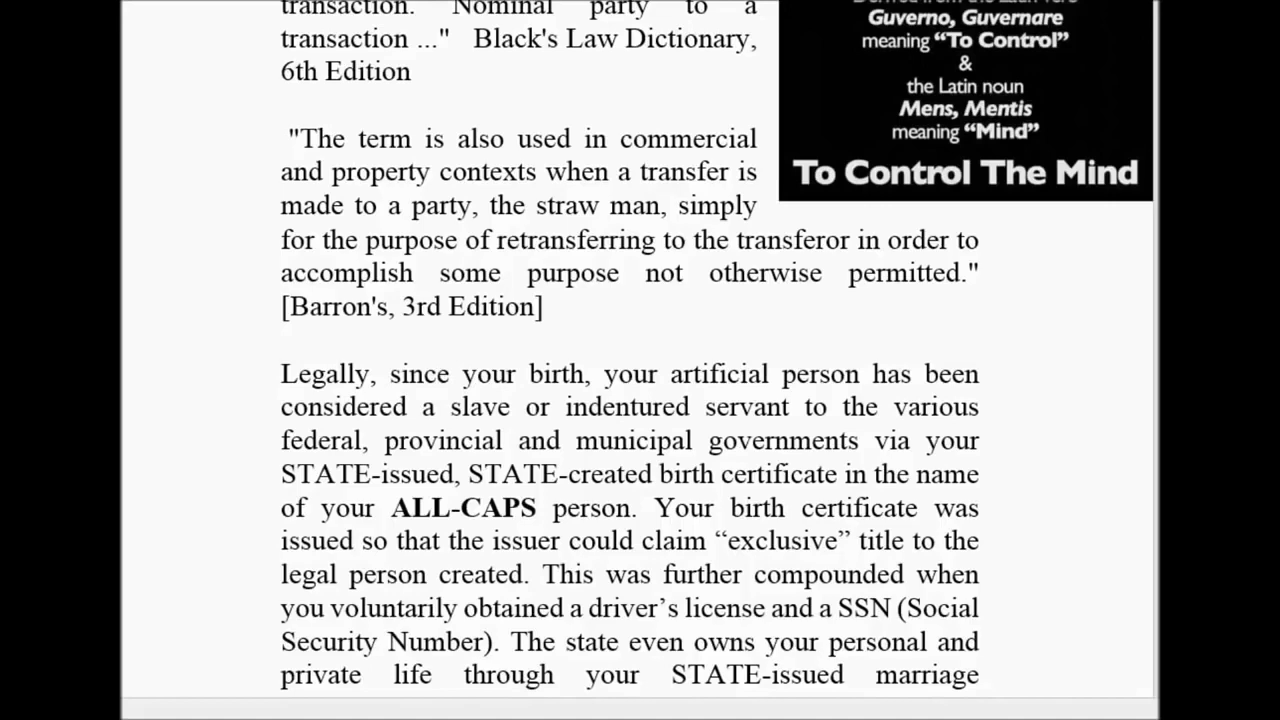 transaction. Nominal party to a
transaction ..." Black's Law Dictionary,
6th Edition
"The term is also used in commercial
and property contexts when a transfer is
made to a party, the straw man, simply
for the purpose of retransferring to the transferor in order to
accomplish some purpose not otherwise permitted."
[Barron's, 3rd Edition]
Legally, since your birth, your artificial person has been
considered a slave or indentured servant to the various
federal, provincial and municipal governments via your
STATE-issued, STATE-created birth certificate in the name
of your ALL-CAPS person. Your birth certificate was
issued so that the issuer could claim “exclusive” title to the
legal person created. This was further compounded when
you voluntarily obtained a driver’s license and a SSN (Social
Security Number). The state even owns your personal and
private life through your STATE-issued marriage
Derived from the Latin verb
Guverno, Guvernare
meaning “To Control”
&
the Latin noun
Mens, Mentis
meaning “Mind”
To Control The Mind